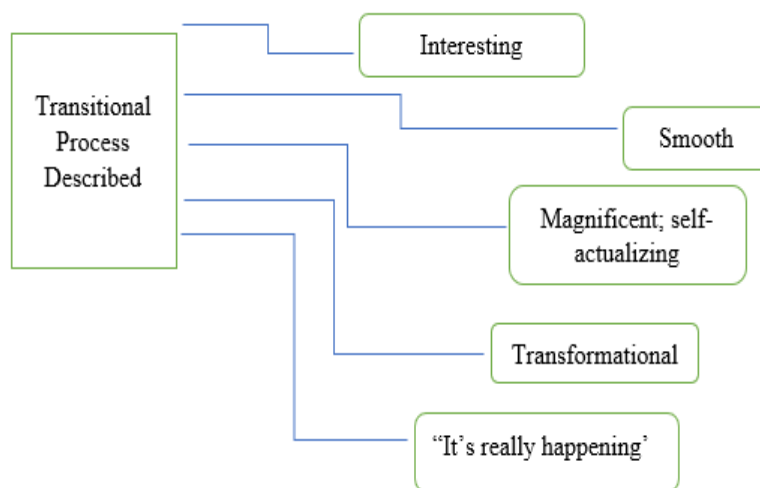 Transitional
Process
Described
Interesting
Smooth
Magnificent; self-
actualizing
Transformational
“It’s really happening’